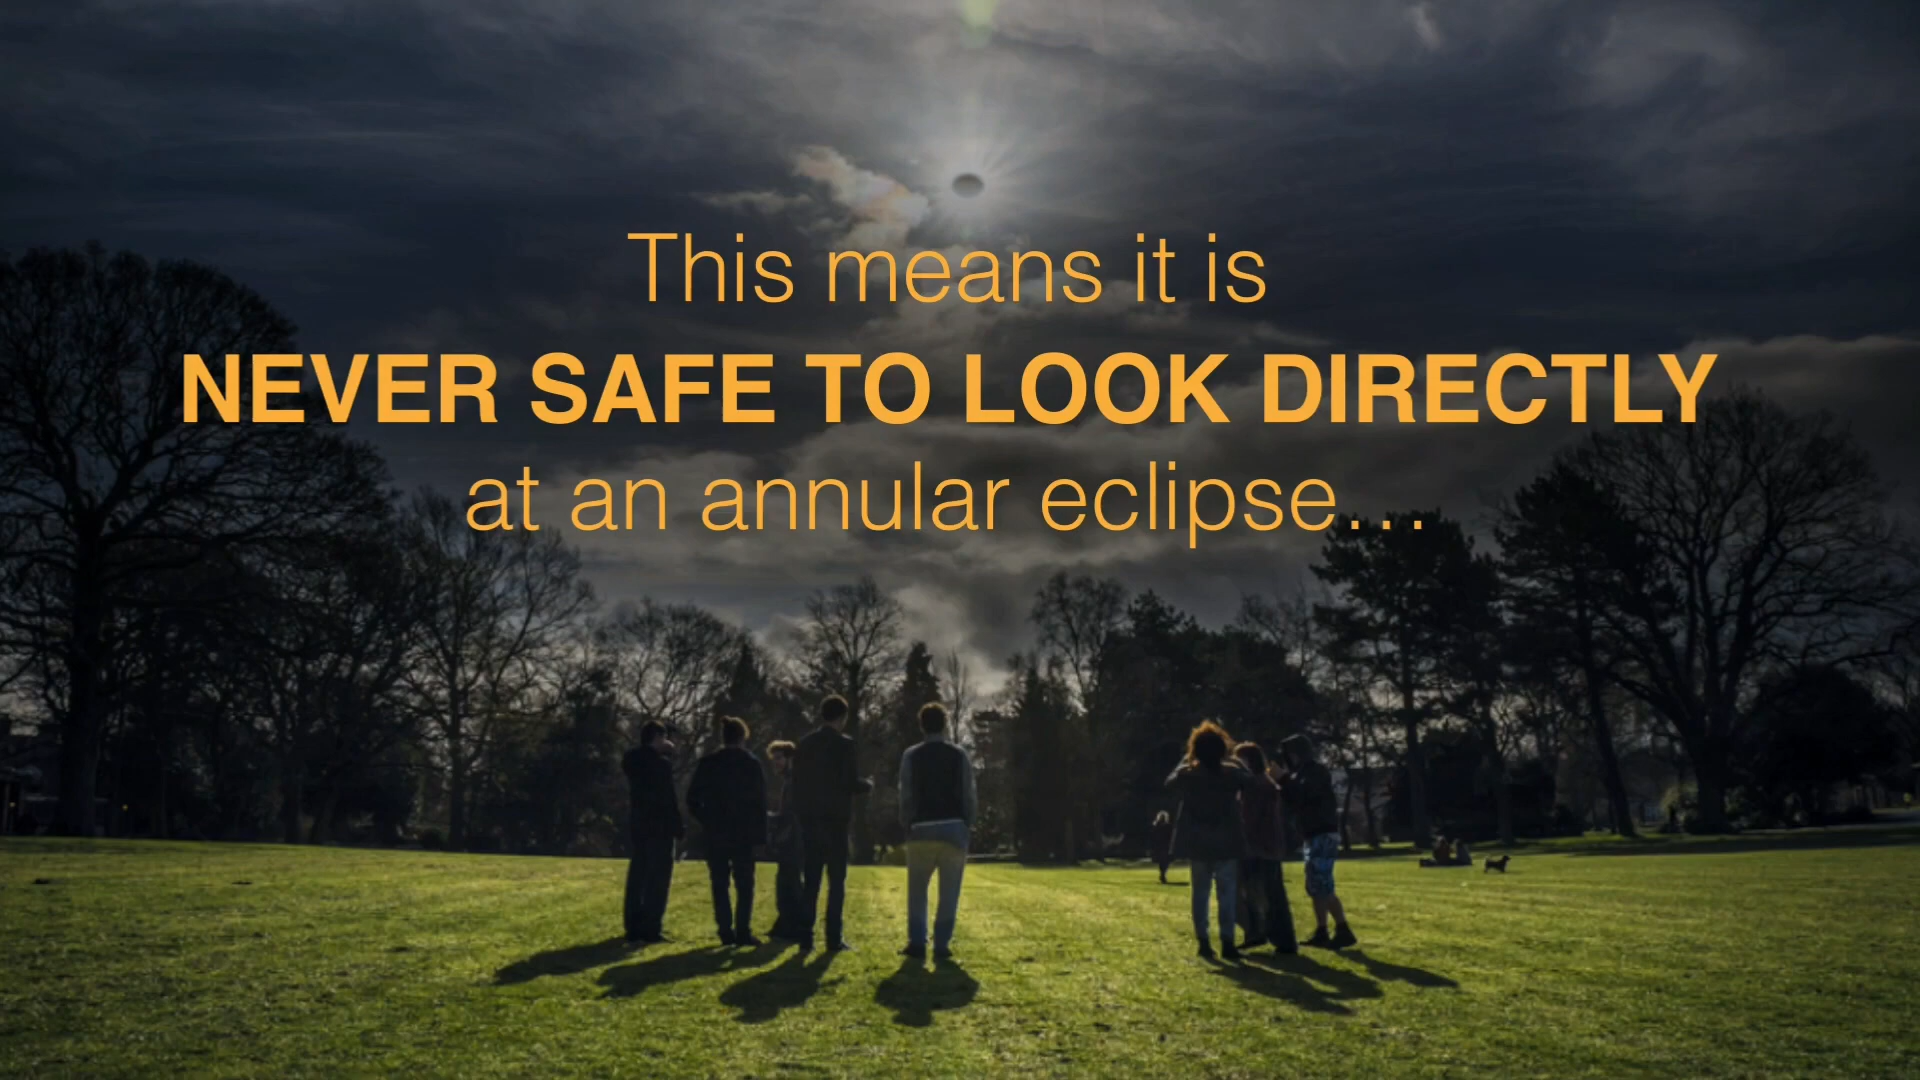 This means it is
NEVER SAFE TO LOOK DIRECTLY
at an annular eclipse…